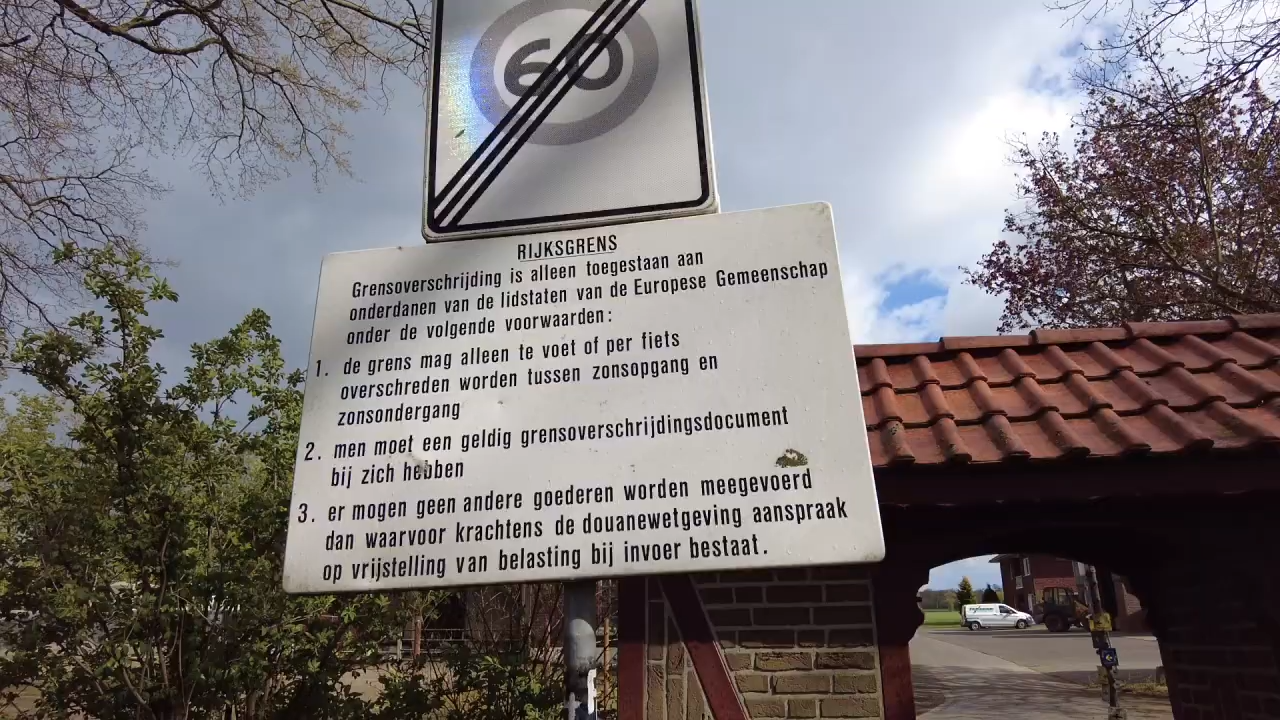 60
RIJKSGRENS
Grensoverschrijding is alleen toegestaan aan
onderdanen van de lidstaten van de Europese Gemeenschap
onder de volgende voorwaarden:
1. de grens mag alleen te voet of per fiets
overschreden worden tussen zonsopgang en
zonsondergang
2. men moet een geldig grensoverschrijdingsdocument
bij zich hebben
3. er mogen geen andere goederen worden meegevoerd
dan waarvoor krachtens de douanewetgeving aanspraak
op vrijstelling van belasting bij invoer bestaat.